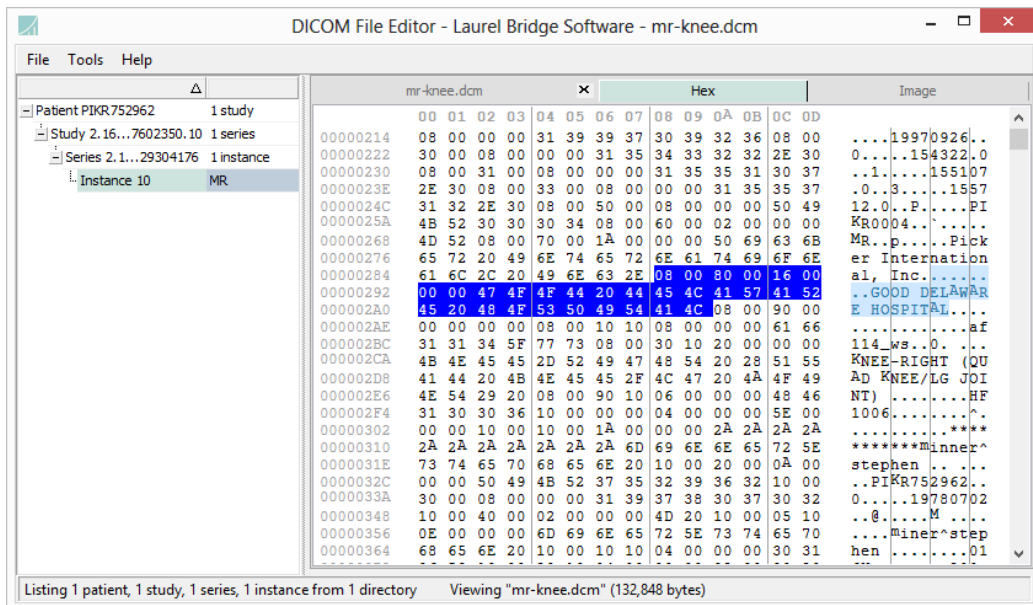 DICOM File Editor - Laurel Bridge Software - mr-knee.dcm
File Tools Help
Patient PIKR752962 1 study
Study 2.16...7602350.10 1 series
Series 2.1...29304176 1 instance
Instance 10 MR
mr-knee.dcm Hex Image
00 01 02 03 04 05 06 07 08 09 0A 0B 0C 0D
00000214 08 00 00 00 31 39 39 37 30 39 32 36 08 00 ....19970926..
00000222 30 00 08 00 00 00 31 35 34 33 32 32 2E 30 0.....154322.0
00000230 08 00 31 00 08 00 00 00 31 35 35 31 30 37 ..1.....155107
0000023E 2E 30 08 00 33 00 08 00 00 00 31 35 35 37 .0..3.....1557
0000024C 31 32 2E 30 08 00 50 00 08 00 00 00 50 49 12.0..P.....PI
0000025A 4B 52 30 30 30 34 08 00 60 00 02 00 00 00 KR0004..`.....
00000268 4D 52 08 00 70 00 1A 00 00 00 50 69 63 6B MR..p.....Pick
00000276 65 72 20 49 6E 74 65 72 6E 61 74 69 6F 6E er Internation
00000284 61 6C 2C 20 49 6E 63 2E 08 00 80 00 16 00 al, Inc.......
00000292 00 00 47 4F 4F 44 20 44 45 4C 41 57 41 52 ..GOOD DELAWAR
000002A0 45 20 48 4F 53 50 49 54 41 4C 08 00 90 00 E HOSPITAL....
000002AE 00 00 00 00 08 00 10 10 08 00 00 00 61 66 ............af
000002BC 31 31 34 5F 77 73 08 00 30 10 20 00 00 00 114_ws..0. ...
000002CA 4B 4E 45 45 2D 52 49 47 48 54 20 28 51 55 KNEE-RIGHT (QU
000002D8 41 44 20 4B 4E 45 45 2F 4C 47 20 4A 4F 49 AD KNEE/LG JOI
000002E6 4E 54 29 20 08 00 90 10 06 00 00 00 48 46 NT) ........HF
000002F4 31 30 30 36 10 00 00 00 04 00 00 00 5E 00 1006........^.
00000302 00 00 10 00 10 00 1A 00 00 00 2A 2A 2A 2A ..........****
00000310 2A 2A 2A 2A 2A 2A 2A 6D 69 6E 6E 65 72 5E *******minner^
0000031E 73 74 65 70 68 65 6E 20 10 00 20 00 0A 00 stephen .. ...
0000032C 00 00 50 49 4B 52 37 35 32 39 36 32 10 00 ..PIKR752962..
0000033A 30 00 08 00 00 00 31 39 37 38 30 37 30 32 0.....19780702
00000348 10 00 40 00 02 00 00 00 4D 20 10 00 05 10 ..@.....M ....
00000356 0E 00 00 00 6D 69 6E 65 72 5E 73 74 65 70 ....miner^step
00000364 68 65 6E 20 10 00 10 10 04 00 00 00 30 31 hen ........01
Listing 1 patient, 1 study, 1 series, 1 instance from 1 directory Viewing "mr-knee.dcm" (132,848 bytes)